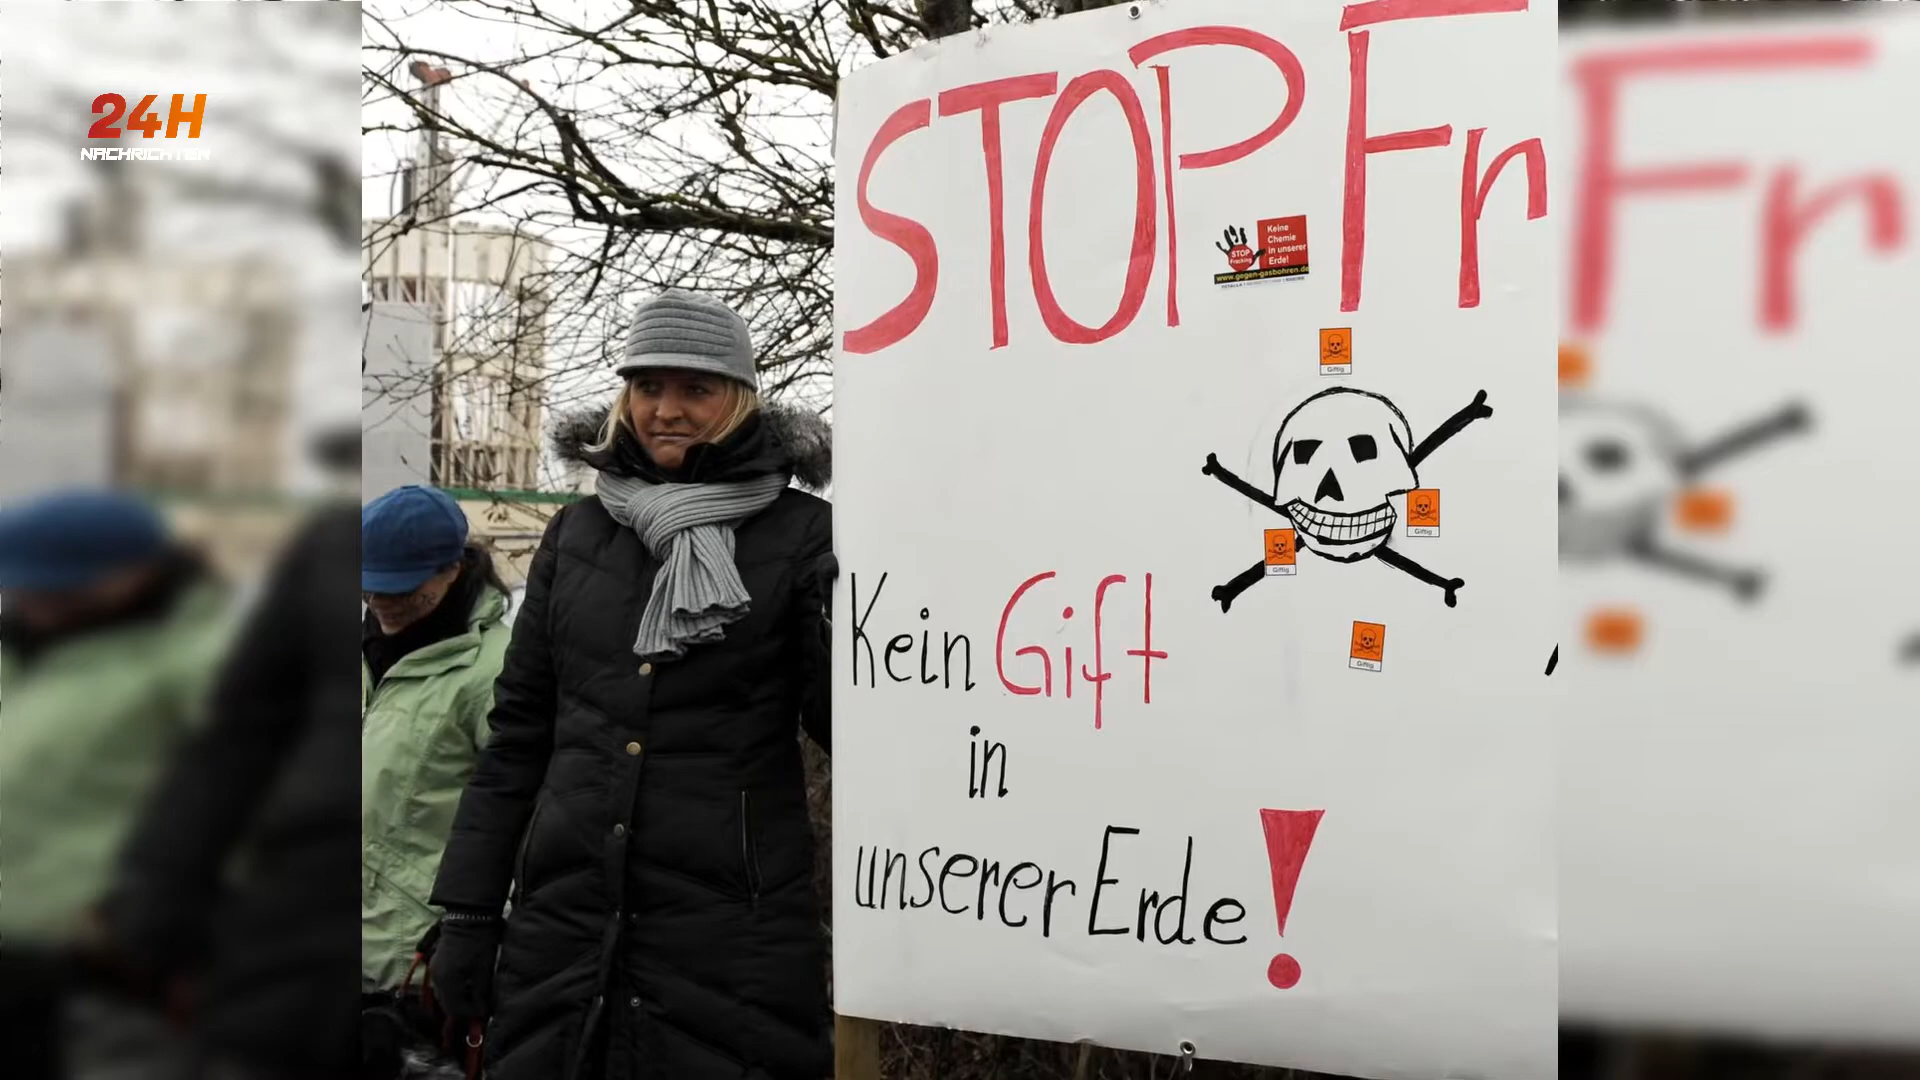 24H
NACHRICHTEN
STOP Fr
STOP
Fracking
Keine
Chemie
in unserer
Erde!
www.gegen-gasbohren.de
Giftig
Giftig
Giftig
Kein Gift
Giftig
in
unserer Erde!
Fr